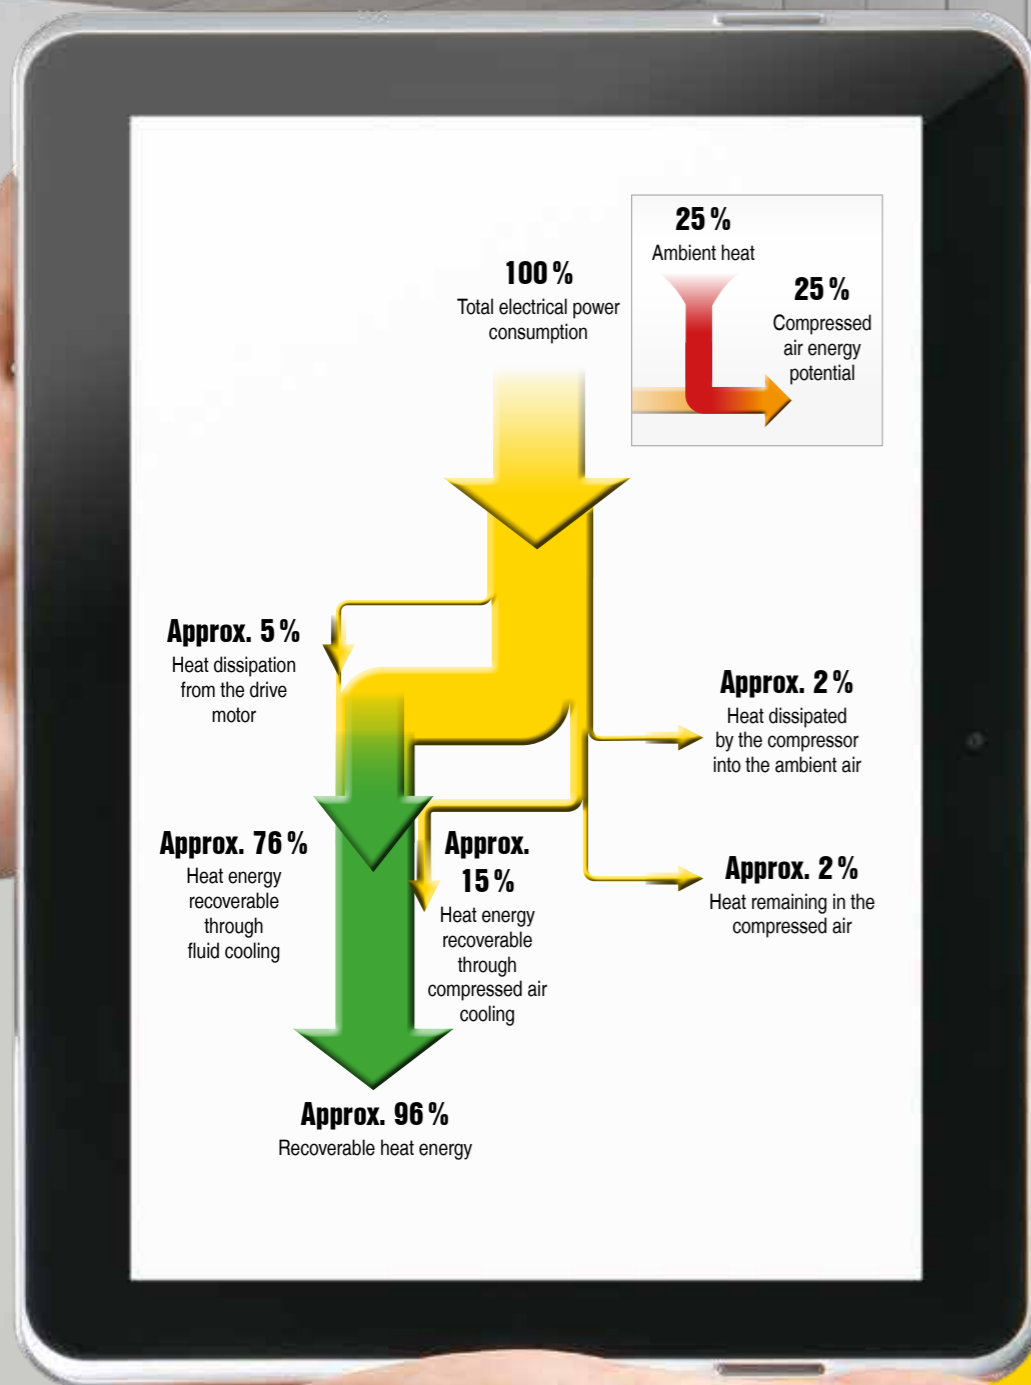 25 %
Ambient heat
25 %
Compressed
air energy
potential
100 %
Total electrical power
consumption
Approx. 5 %
Heat dissipation
from the drive
motor
Approx. 2 %
Heat dissipated
by the compressor
into the ambient air
Approx. 76 %
Heat energy
recoverable
through
fluid cooling
Approx.
15 %
Heat energy
recoverable
through
compressed air
cooling
Approx. 2 %
Heat remaining in the
compressed air
Approx. 96 %
Recoverable heat energy